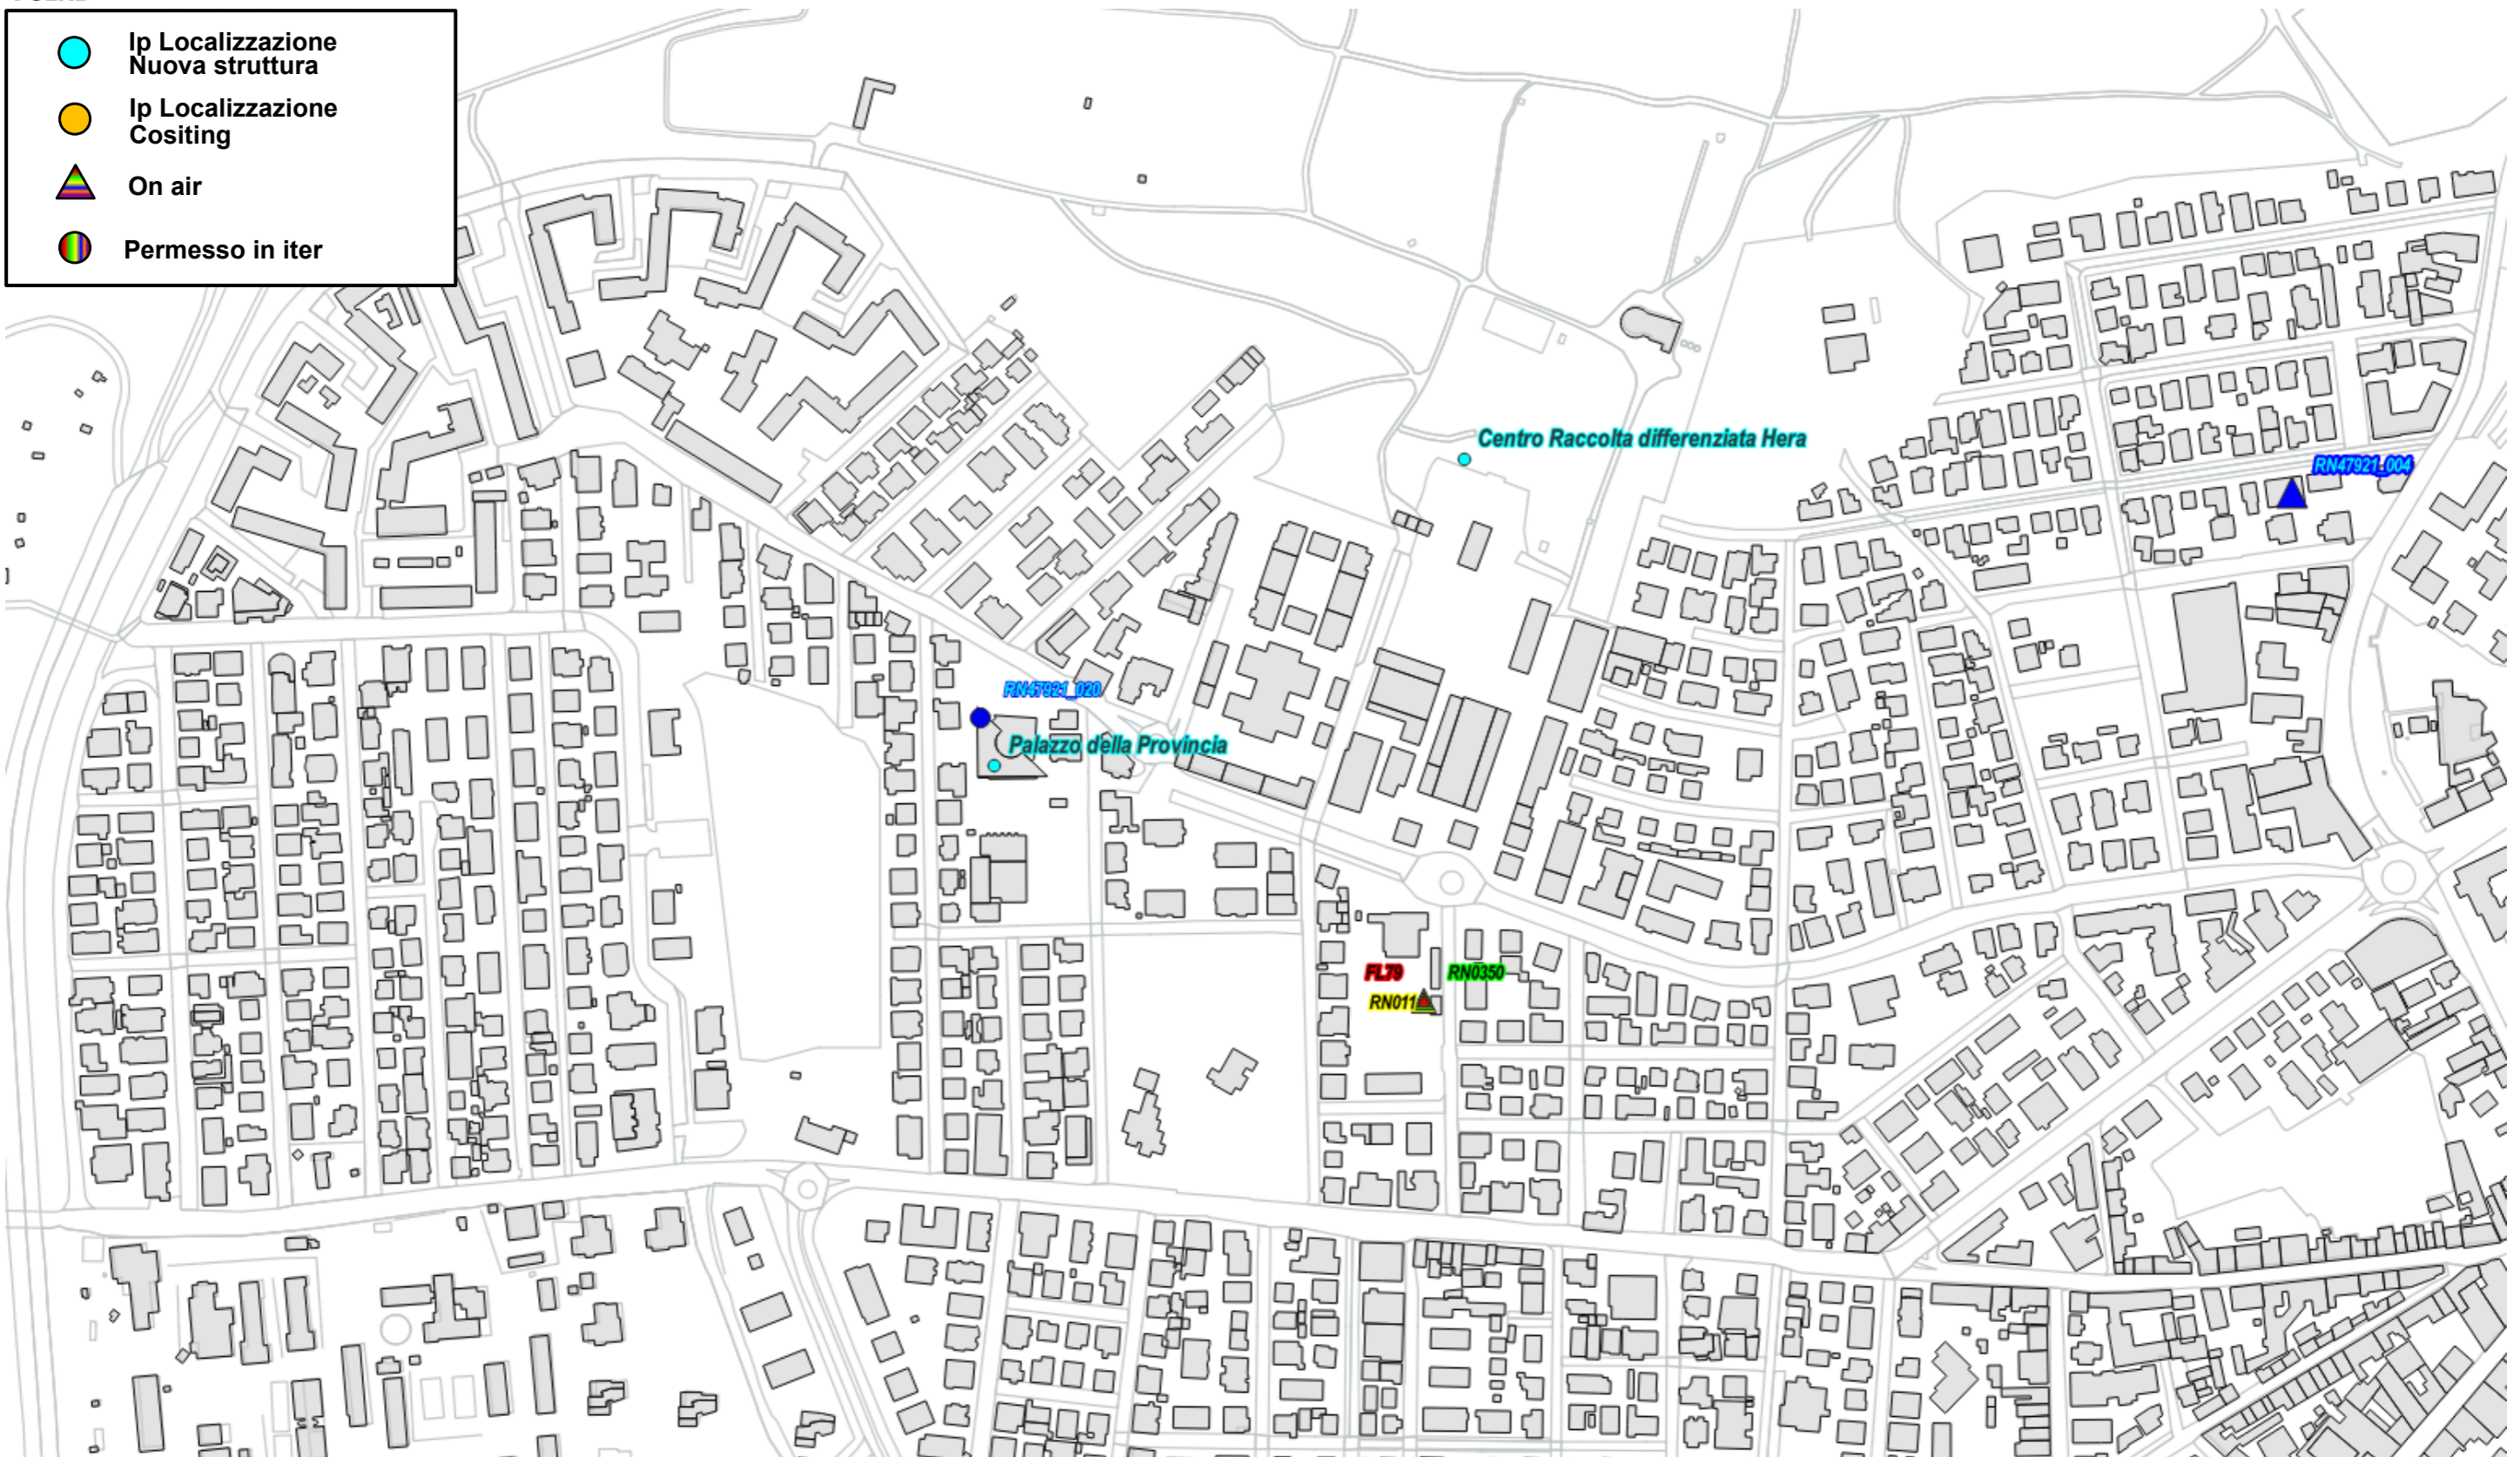 Ip Localizzazione
Nuova struttura
Ip Localizzazione
Cositing
On air
Permesso in iter
Centro Raccolta differenziata Hera
RN47921_004
RN47921_020
Palazzo della Provincia
FL79
RN0350
RN011